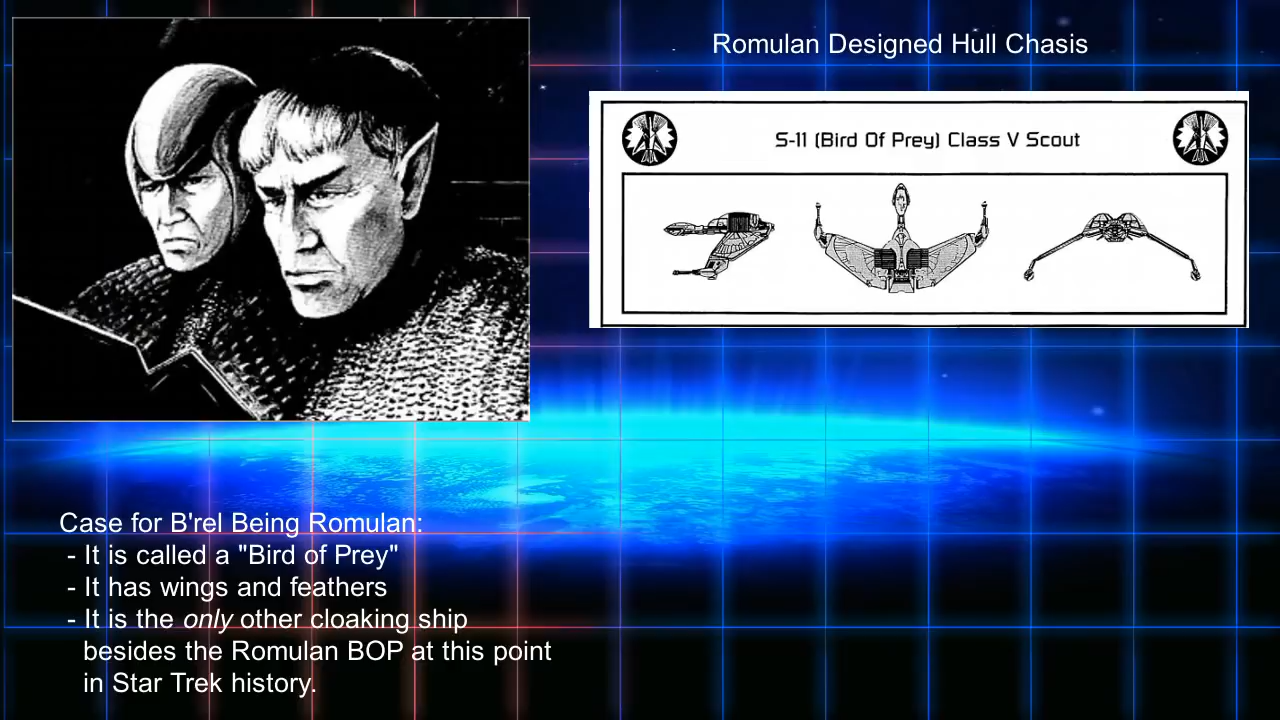 Romulan Designed Hull Chasis
S-11 (Bird Of Prey) Class V Scout
Case for B'rel Being Romulan:
- It is called a "Bird of Prey"
- It has wings and feathers
- It is the only other cloaking ship
besides the Romulan BOP at this point
in Star Trek history.